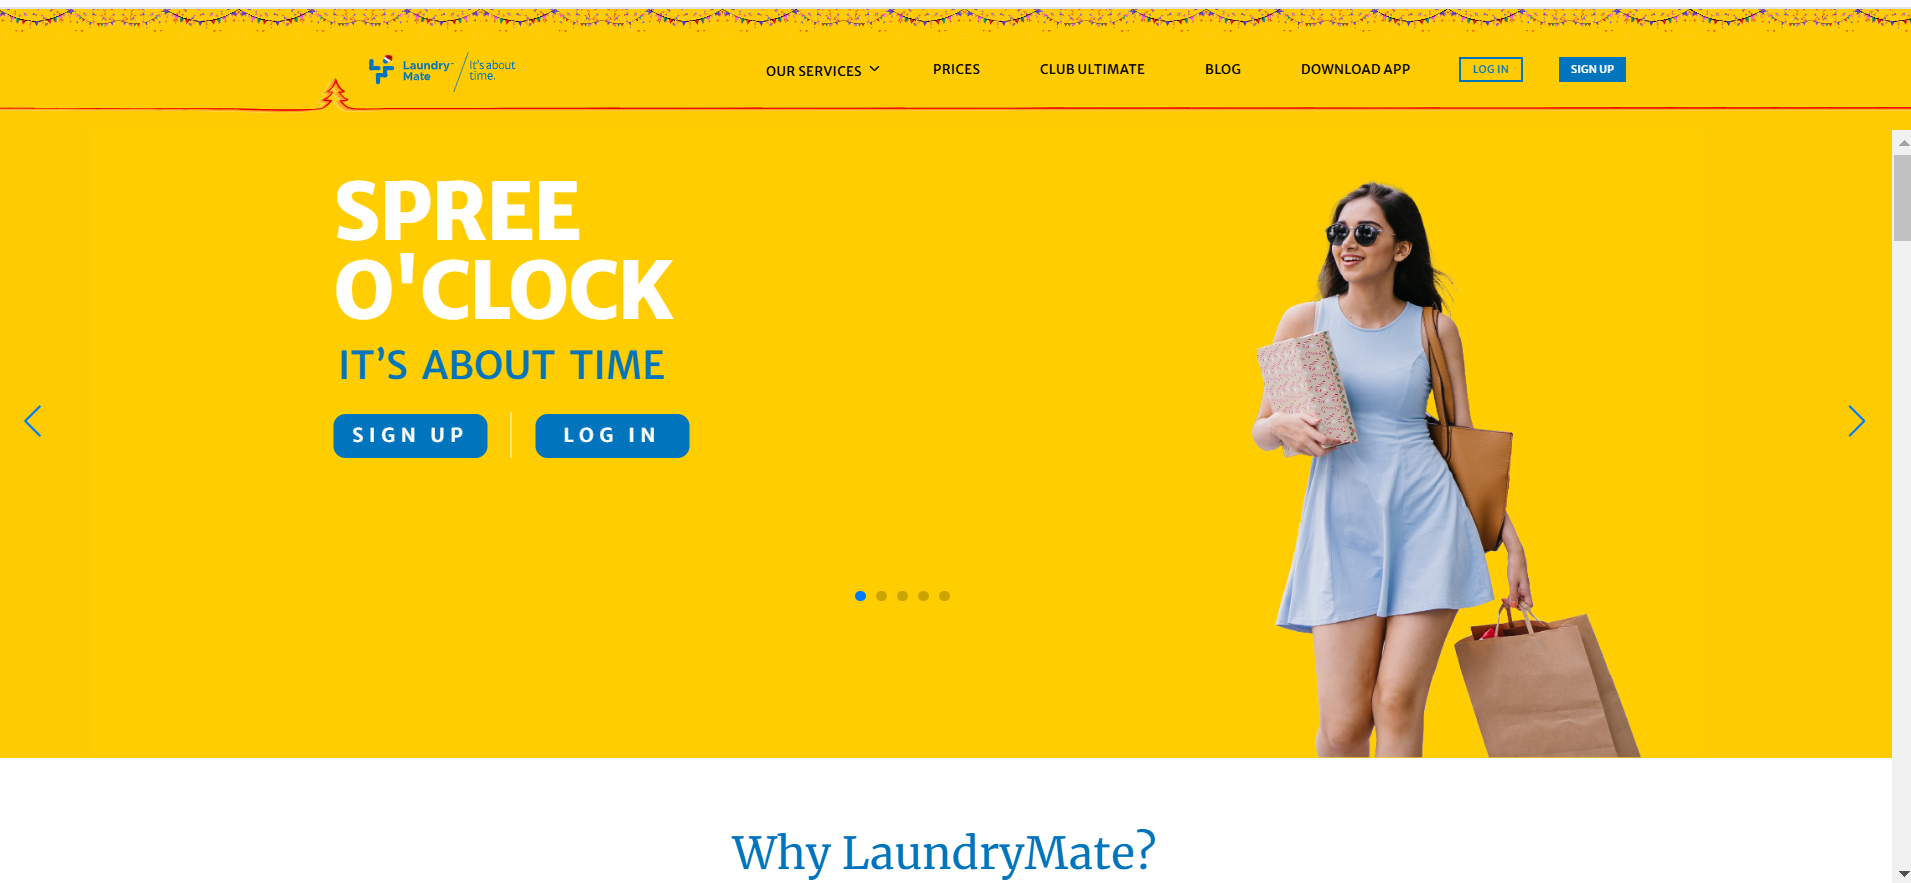 Laundry™
Mate
It's about
time.
OUR SERVICES
PRICES
CLUB ULTIMATE
BLOG
DOWNLOAD APP
LOG IN
SIGN UP
SPREE
O'CLOCK
IT’S ABOUT TIME
SIGN UP
LOG IN
Why LaundryMate?